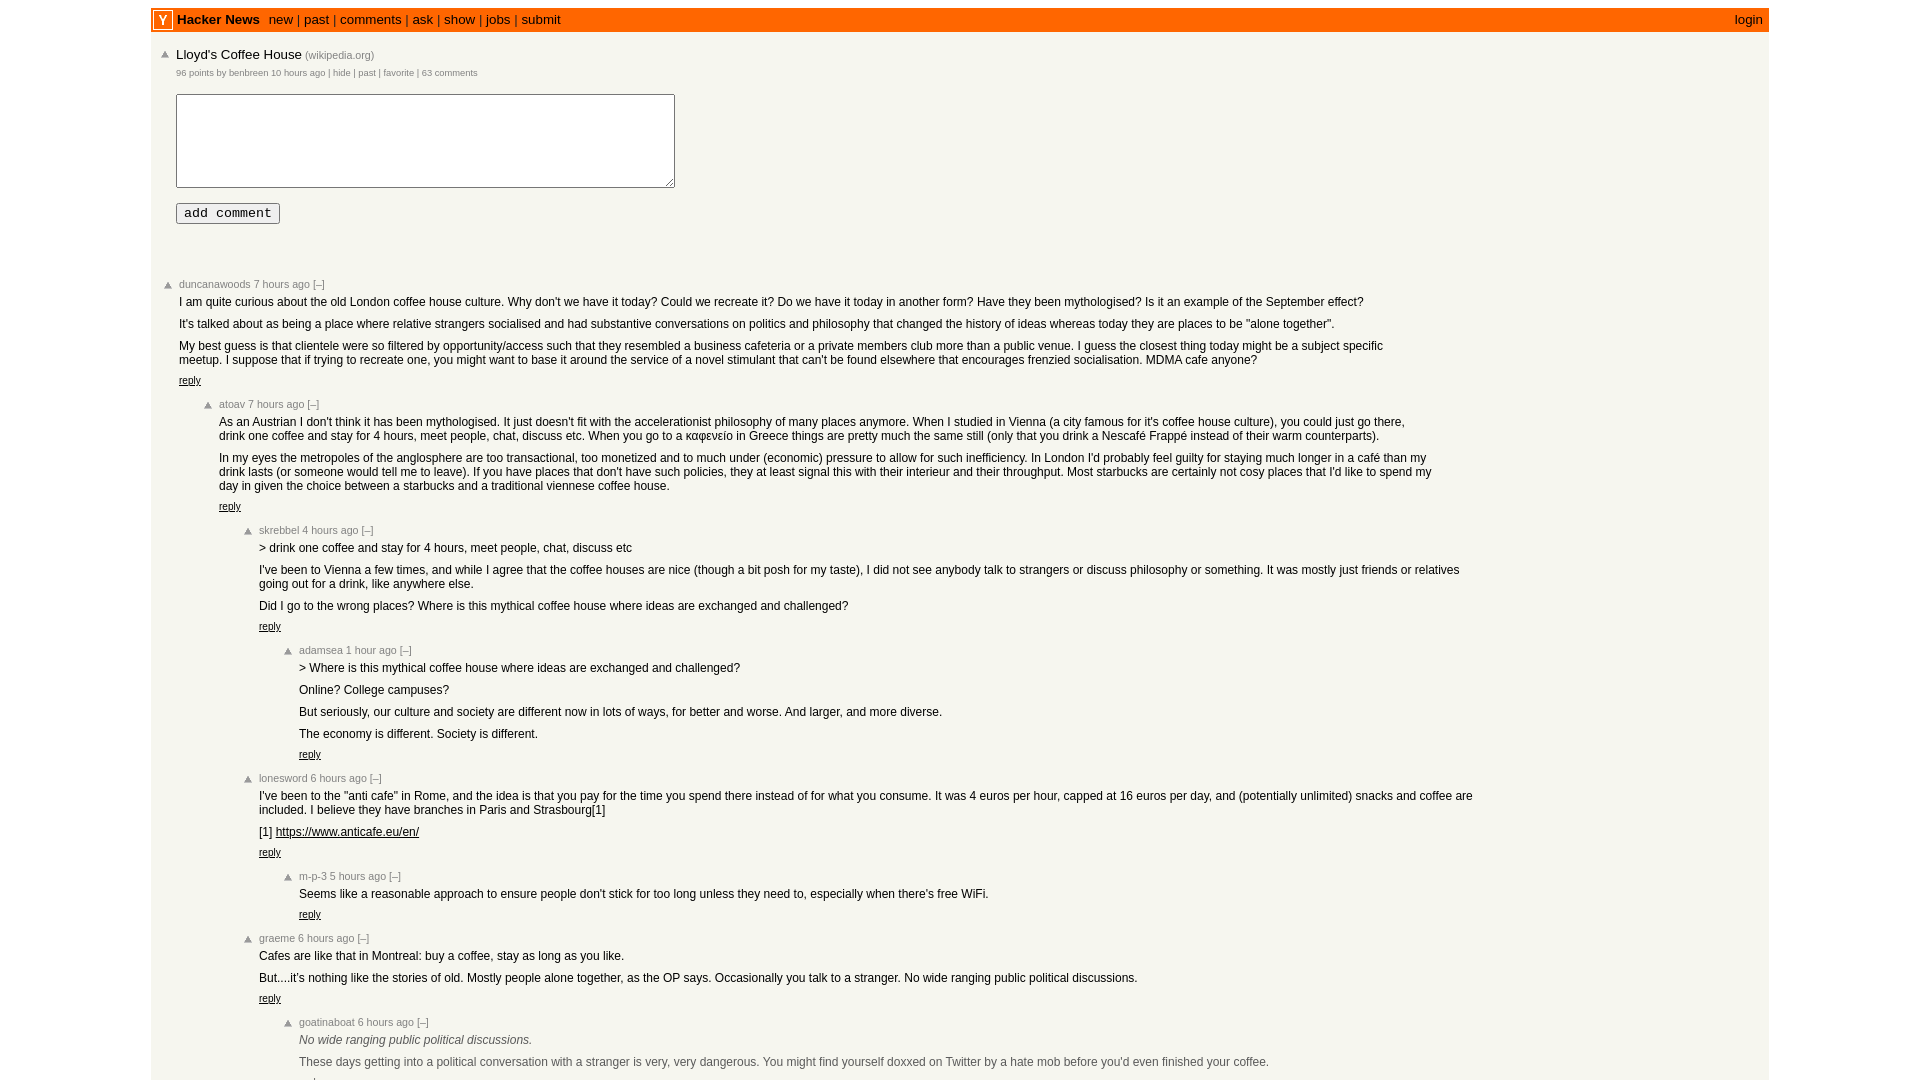 Y Hacker News new | past | comments | ask | show | jobs | submit login
Lloyd's Coffee House (wikipedia.org)
96 points by benbreen 10 hours ago | hide | past | favorite | 63 comments
add comment
duncanawoods 7 hours ago [–]
I am quite curious about the old London coffee house culture. Why don't we have it today? Could we recreate it? Do we have it today in another form? Have they been mythologised? Is it an example of the September effect?
It's talked about as being a place where relative strangers socialised and had substantive conversations on politics and philosophy that changed the history of ideas whereas today they are places to be "alone together".
My best guess is that clientele were so filtered by opportunity/access such that they resembled a business cafeteria or a private members club more than a public venue. I guess the closest thing today might be a subject specific
meetup. I suppose that if trying to recreate one, you might want to base it around the service of a novel stimulant that can't be found elsewhere that encourages frenzied socialisation. MDMA cafe anyone?
reply
atoav 7 hours ago [–]
As an Austrian I don't think it has been mythologised. It just doesn't fit with the accelerationist philosophy of many places anymore. When I studied in Vienna (a city famous for it's coffee house culture), you could just go there,
drink one coffee and stay for 4 hours, meet people, chat, discuss etc. When you go to a καφενείο in Greece things are pretty much the same still (only that you drink a Nescafé Frappé instead of their warm counterparts).
In my eyes the metropoles of the anglosphere are too transactional, too monetized and to much under (economic) pressure to allow for such inefficiency. In London I'd probably feel guilty for staying much longer in a café than my
drink lasts (or someone would tell me to leave). If you have places that don't have such policies, they at least signal this with their interieur and their throughput. Most starbucks are certainly not cosy places that I'd like to spend my
day in given the choice between a starbucks and a traditional viennese coffee house.
reply
skrebbel 4 hours ago [–]
> drink one coffee and stay for 4 hours, meet people, chat, discuss etc
I've been to Vienna a few times, and while I agree that the coffee houses are nice (though a bit posh for my taste), I did not see anybody talk to strangers or discuss philosophy or something. It was mostly just friends or relatives
going out for a drink, like anywhere else.
Did I go to the wrong places? Where is this mythical coffee house where ideas are exchanged and challenged?
reply
adamsea 1 hour ago [–]
> Where is this mythical coffee house where ideas are exchanged and challenged?
Online? College campuses?
But seriously, our culture and society are different now in lots of ways, for better and worse. And larger, and more diverse.
The economy is different. Society is different.
reply
lonesword 6 hours ago [–]
I've been to the "anti cafe" in Rome, and the idea is that you pay for the time you spend there instead of for what you consume. It was 4 euros per hour, capped at 16 euros per day, and (potentially unlimited) snacks and coffee are
included. I believe they have branches in Paris and Strasbourg[1]
[1] https://www.anticafe.eu/en/
reply
m-p-3 5 hours ago [–]
Seems like a reasonable approach to ensure people don't stick for too long unless they need to, especially when there's free WiFi.
reply
graeme 6 hours ago [–]
Cafes are like that in Montreal: buy a coffee, stay as long as you like.
But....it's nothing like the stories of old. Mostly people alone together, as the OP says. Occasionally you talk to a stranger. No wide ranging public political discussions.
reply
goatinaboat 6 hours ago [–]
No wide ranging public political discussions.
These days getting into a political conversation with a stranger is very, very dangerous. You might find yourself doxxed on Twitter by a hate mob before you'd even finished your coffee.